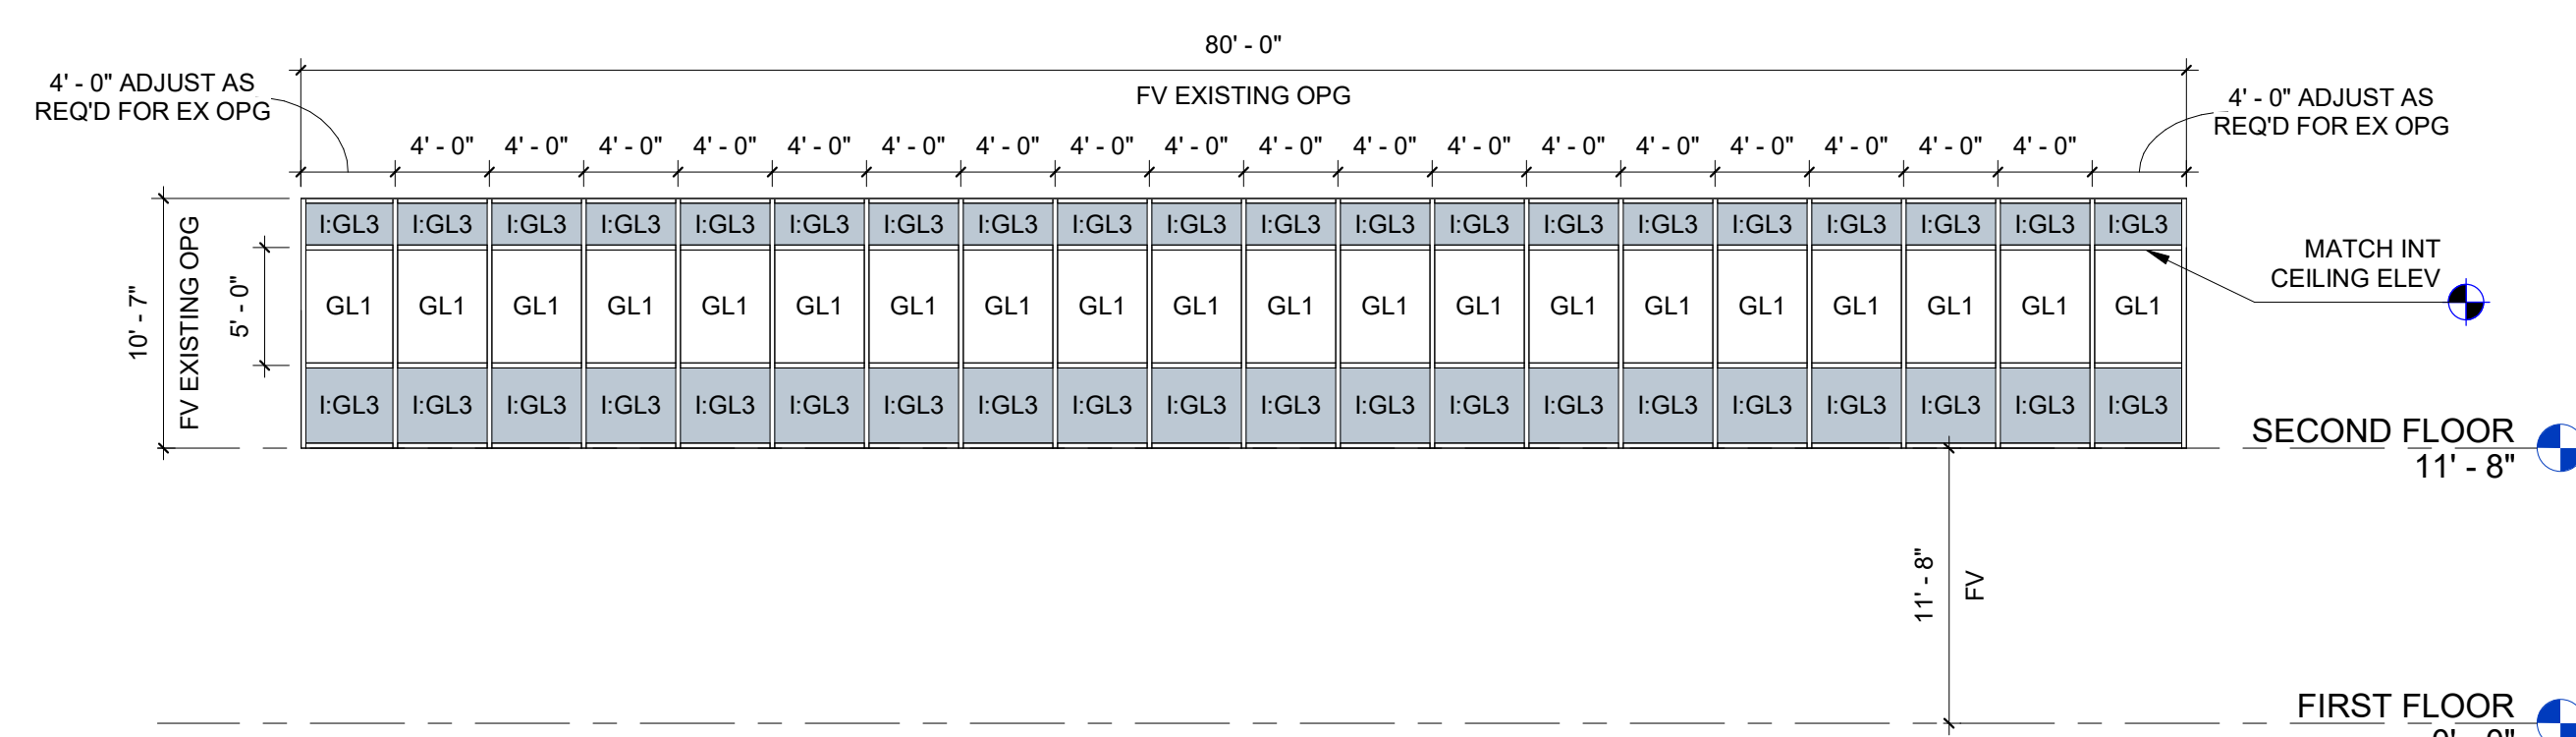 80' - 0"
4' - 0" ADJUST AS
REQ'D FOR EX OPG
FV EXISTING OPG
4' - 0" ADJUST AS
REQ'D FOR EX OPG
4' - 0" 4' - 0" 4' - 0" 4' - 0" 4' - 0" 4' - 0" 4' - 0" 4' - 0" 4' - 0" 4' - 0" 4' - 0" 4' - 0" 4' - 0" 4' - 0" 4' - 0" 4' - 0" 4' - 0" 4' - 0"
10' - 7"
FV EXISTING OPG
5' - 0"
I:GL3 I:GL3 I:GL3 I:GL3 I:GL3 I:GL3 I:GL3 I:GL3 I:GL3 I:GL3 I:GL3 I:GL3 I:GL3 I:GL3 I:GL3 I:GL3 I:GL3 I:GL3 I:GL3 I:GL3
GL1 GL1 GL1 GL1 GL1 GL1 GL1 GL1 GL1 GL1 GL1 GL1 GL1 GL1 GL1 GL1 GL1 GL1 GL1 GL1
I:GL3 I:GL3 I:GL3 I:GL3 I:GL3 I:GL3 I:GL3 I:GL3 I:GL3 I:GL3 I:GL3 I:GL3 I:GL3 I:GL3 I:GL3 I:GL3 I:GL3 I:GL3 I:GL3 I:GL3
MATCH INT
CEILING ELEV
SECOND FLOOR
11' - 8"
11' - 8"
FV
FIRST FLOOR
0' - 0"